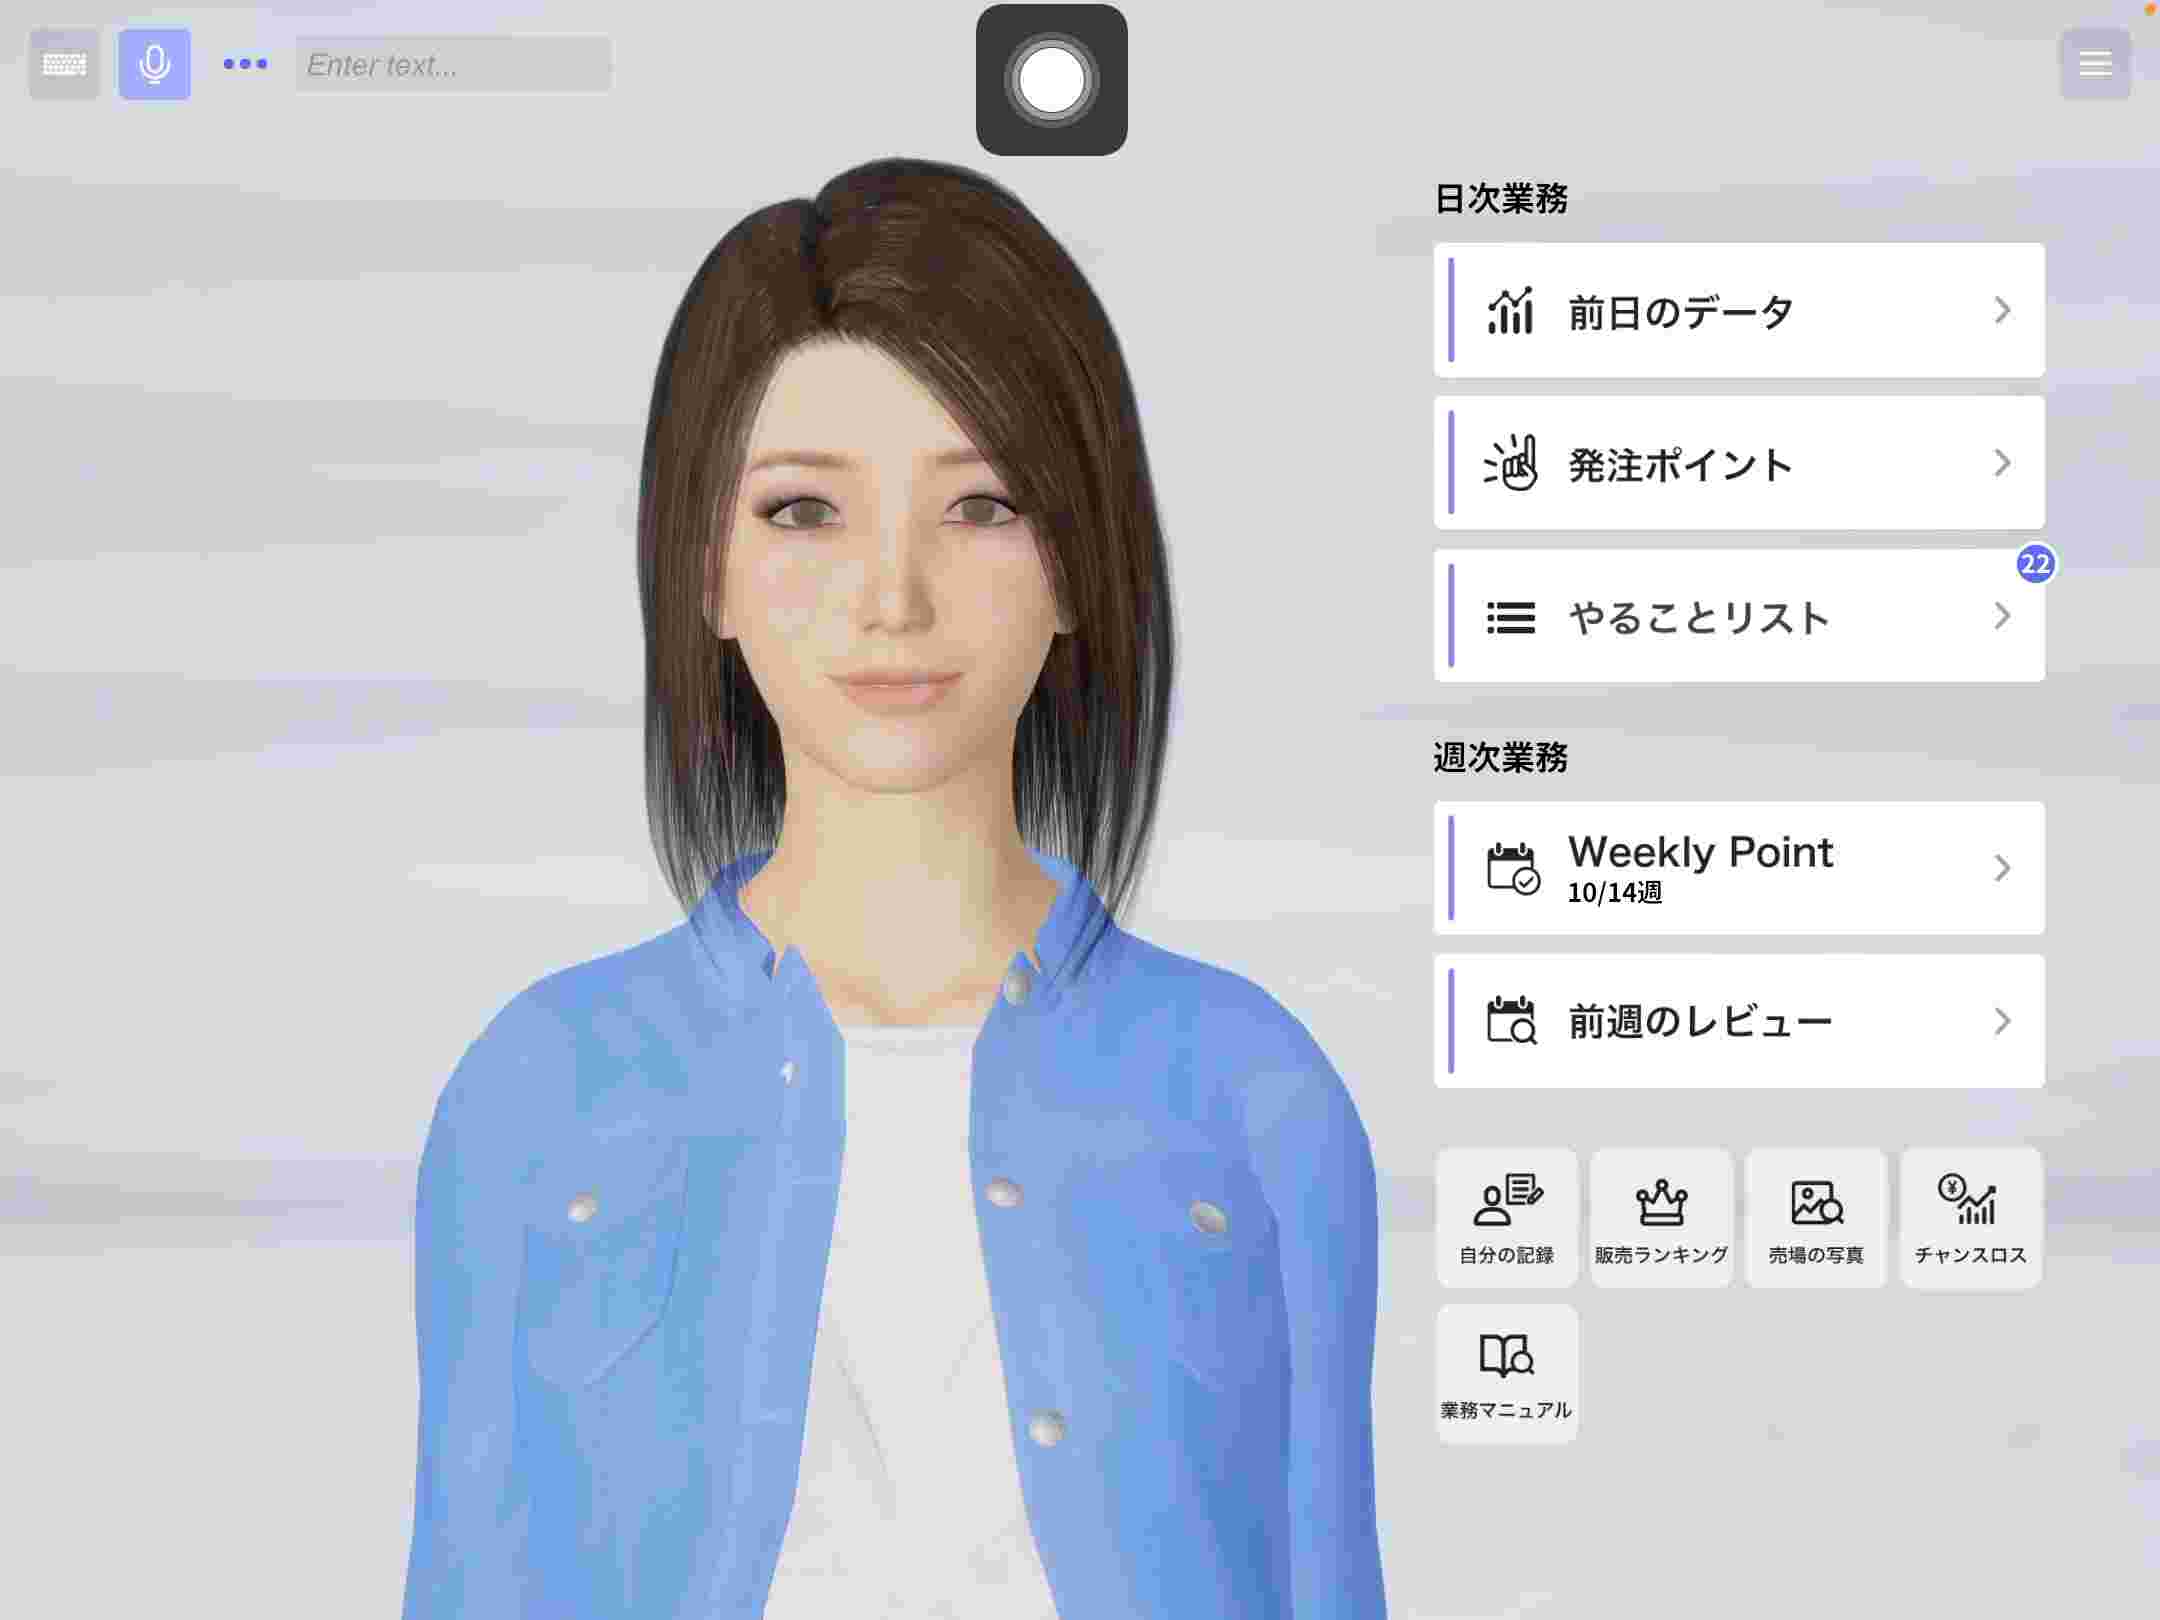 Enter text...
日次業務
前日のデータ
発注ポイント
22
やることリスト
週次業務
Weekly Point
10/14週
前週のレビュー
自分の記録
販売ランキング
売場の写真
チャンスロス
業務マニュアル